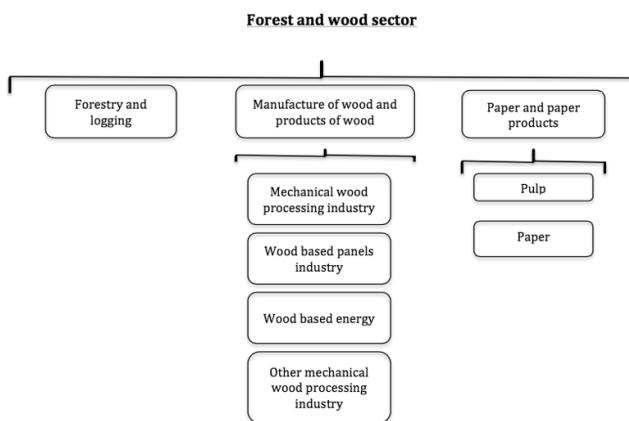 Forest and wood sector
Forestry and
logging
Manufacture of wood and
products of wood
Paper and paper
products
Mechanical wood
processing industry
Wood based panels
industry
Wood based energy
Other mechanical
wood processing
industry
Pulp
Paper